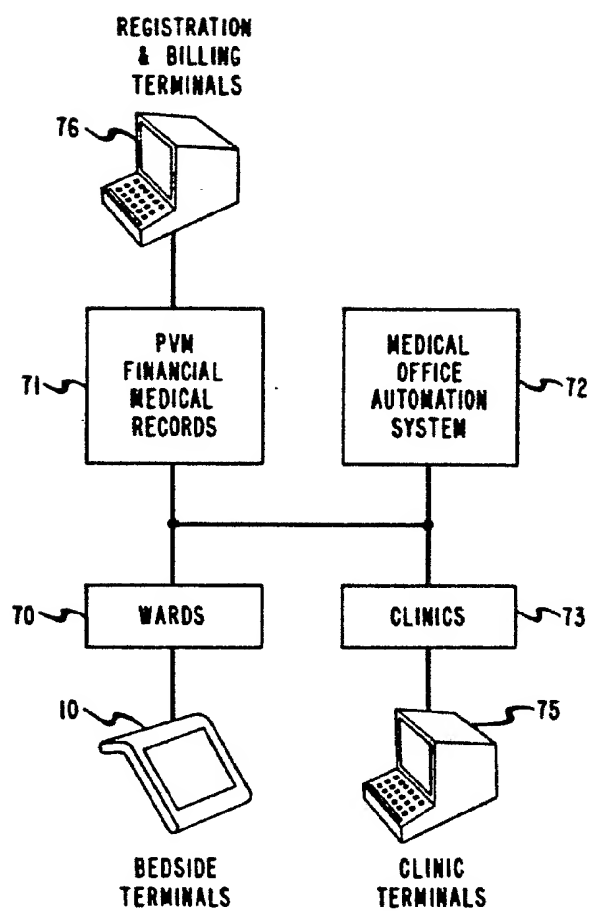 REGISTRATION
& BILLING
TERMINALS
76
PVM
FINANCIAL
MEDICAL
RECORDS
71
MEDICAL
OFFICE
AUTOMATION
SYSTEM
72
70
WARDS
CLINICS
73
10
75
BEDSIDE
TERMINALS
CLINIC
TERMINALS